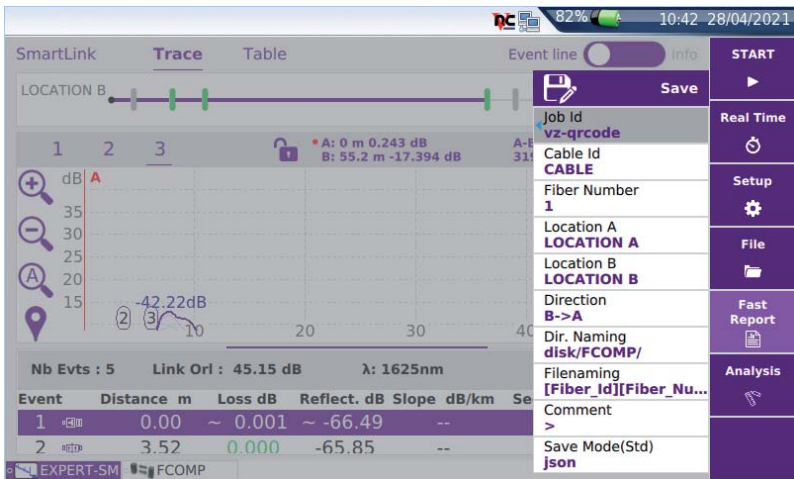 82% 10:42 28/04/2021
SmartLink Trace Table Event line Info
LOCATION B
1 2 3
A: 0 m 0.243 dB
B: 55.2 m -17.394 dB
dB A
35
30
25
20
15
-42.22dB
2 3
10 20 30 40
Nb Evts : 5 Link Orl : 45.15 dB λ: 1625nm
Event Distance m Loss dB Reflect. dB Slope dB/km
1 0.00 ~ 0.001 ~ -66.49 --
2 3.52 0.000 -65.85 --
EXPERT-SM FCOMP
Save
Job Id
vz-qrcode
Cable Id
CABLE
Fiber Number
1
Location A
LOCATION A
Location B
LOCATION B
Direction
B->A
Dir. Naming
disk/FCOMP/
Filenaming
[Fiber_Id][Fiber_Nu...
Comment
>
Save Mode(Std)
json
START
Real Time
Setup
File
Fast
Report
Analysis